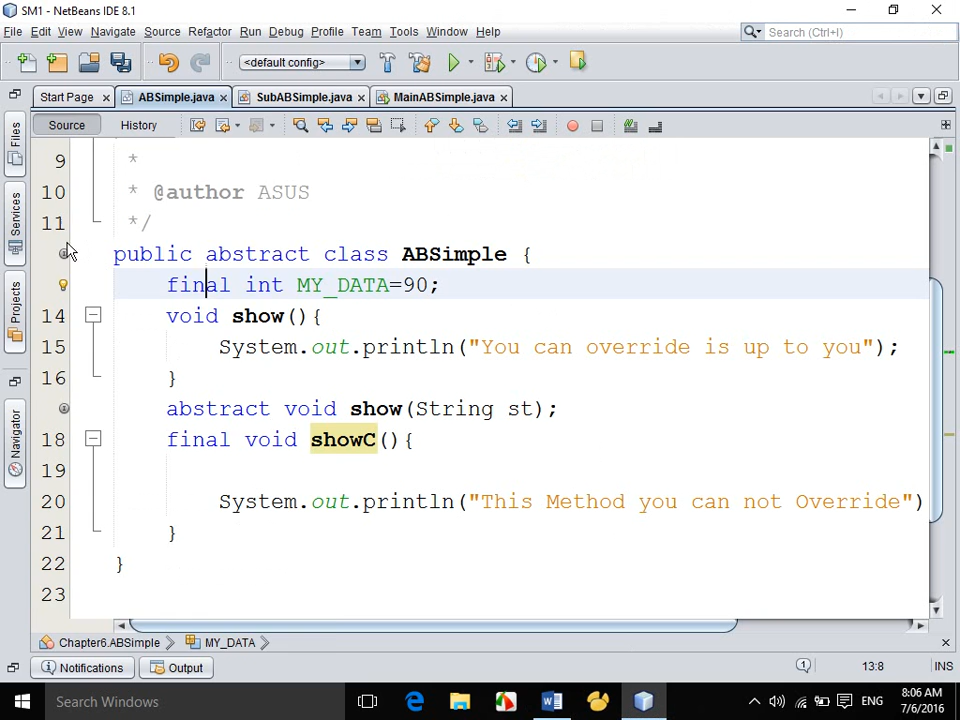 SM1 - NetBeans IDE 8.1
File Edit View Navigate Source Refactor Run Debug Profile Team Tools Window Help
Search (Ctrl+I)
<default config>
Start Page ABSimple.java SubABSimple.java MainABSimple.java
Source History
Files
Services
Projects
Navigator
9 *
10 * @author ASUS
11 */
public abstract class ABSimple {
final int MY_DATA=90;
14 void show(){
15 System.out.println("You can override is up to you");
16 }
abstract void show(String st);
18 final void showC(){
19
20 System.out.println("This Method you can not Override")
21 }
22 }
23
Chapter6.ABSimple MY_DATA
Notifications Output
1 13:8 INS
Search Windows
ENG
8:06 AM
7/6/2016